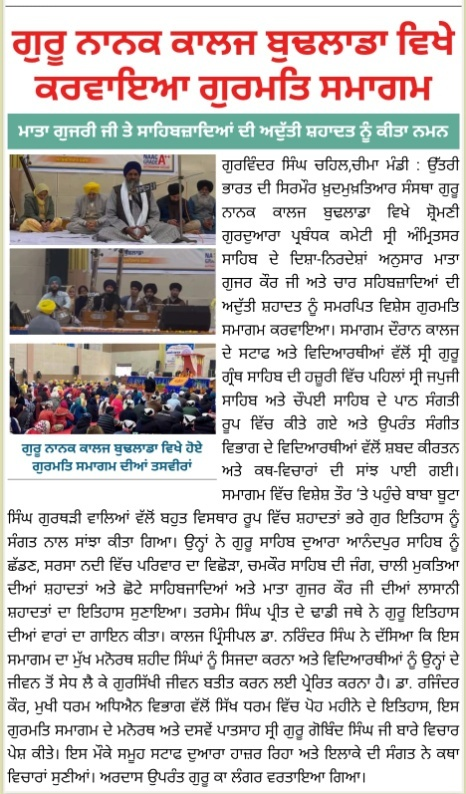 ਗੁਰੂ ਨਾਨਕ ਕਾਲਜ ਬੁਢਲਾਡਾ ਵਿਖੇ
ਕਰਵਾਇਆ ਗੁਰਮਤਿ ਸਮਾਗਮ
ਮਾਤਾ ਗੁਜਰੀ ਜੀ ਤੇ ਸਾਹਿਬਜ਼ਾਦਿਆਂ ਦੀ ਅਦੁੱਤੀ ਸ਼ਹਾਦਤ ਨੂੰ ਕੀਤਾ ਨਮਨ
NAAC
A++
ਗੁਰੂ ਨਾਨਕ ਕਾਲਜ ਬੁਢਲਾਡਾ ਵਿਖੇ ਹੋਏ
ਗੁਰਮਤਿ ਸਮਾਗਮ ਦੀਆਂ ਤਸਵੀਰਾਂ
ਗੁਰਵਿੰਦਰ ਸਿੰਘ ਚਹਿਲ,ਚੀਮਾ ਮੰਡੀ : ਉੱਤਰੀ
ਭਾਰਤ ਦੀ ਸਿਰਮੌਰ ਖ਼ੁਦਮੁਖ਼ਤਿਆਰ ਸੰਸਥਾ ਗੁਰੂ
ਨਾਨਕ ਕਾਲਜ ਬੁਢਲਾਡਾ ਵਿਖੇ ਸ਼੍ਰੋਮਣੀ
ਗੁਰਦੁਆਰਾ ਪ੍ਰਬੰਧਕ ਕਮੇਟੀ ਸ੍ਰੀ ਅੰਮ੍ਰਿਤਸਰ
ਸਾਹਿਬ ਦੇ ਦਿਸ਼ਾ-ਨਿਰਦੇਸ਼ਾਂ ਅਨੁਸਾਰ ਮਾਤਾ
ਗੁਜਰ ਕੌਰ ਜੀ ਅਤੇ ਚਾਰ ਸਹਿਬਜ਼ਾਦਿਆਂ ਦੀ
ਅਦੁੱਤੀ ਸ਼ਹਾਦਤ ਨੂੰ ਸਮਰਪਿਤ ਵਿਸ਼ੇਸ ਗੁਰਮਤਿ
ਸਮਾਗਮ ਕਰਵਾਇਆ। ਸਮਾਗਮ ਦੌਰਾਨ ਕਾਲਜ
ਦੇ ਸਟਾਫ ਅਤੇ ਵਿਦਿਆਰਥੀਆਂ ਵੱਲੋਂ ਸ੍ਰੀ ਗੁਰੂ
ਗ੍ਰੰਥ ਸਾਹਿਬ ਦੀ ਹਜ਼ੂਰੀ ਵਿੱਚ ਪਹਿਲਾਂ ਸ੍ਰੀ ਜਪੁਜੀ
ਸਾਹਿਬ ਅਤੇ ਚੌਪਈ ਸਾਹਿਬ ਦੇ ਪਾਠ ਸੰਗਤੀ
ਰੂਪ ਵਿੱਚ ਕੀਤੇ ਗਏ ਅਤੇ ਉਪਰੰਤ ਸੰਗੀਤ
ਵਿਭਾਗ ਦੇ ਵਿਦਿਆਰਥੀਆਂ ਵੱਲੋਂ ਸ਼ਬਦ ਕੀਰਤਨ
ਅਤੇ ਕਥ-ਵਿਚਾਰਾਂ ਦੀ ਸਾਂਝ ਪਾਈ ਗਈ।
ਸਮਾਗਮ ਵਿੱਚ ਵਿਸ਼ੇਸ਼ ਤੌਰ 'ਤੇ ਪਹੁੰਚੇ ਬਾਬਾ ਬੂਟਾ
ਸਿੰਘ ਗੁਰਥੜੀ ਵਾਲਿਆਂ ਵੱਲੋਂ ਬਹੁਤ ਵਿਸਥਾਰ ਰੂਪ ਵਿੱਚ ਸ਼ਹਾਦਤਾਂ ਭਰੇ ਗੁਰ ਇਤਿਹਾਸ ਨੂੰ
ਸੰਗਤ ਨਾਲ ਸਾਂਝਾ ਕੀਤਾ ਗਿਆ। ਉਨ੍ਹਾਂ ਨੇ ਗੁਰੂ ਸਾਹਿਬ ਦੁਆਰਾ ਆਨੰਦਪੁਰ ਸਾਹਿਬ ਨੂੰ
ਛੱਡਣ, ਸਰਸਾ ਨਦੀ ਵਿੱਚ ਪਰਿਵਾਰ ਦਾ ਵਿਛੋੜਾ, ਚਮਕੌਰ ਸਾਹਿਬ ਦੀ ਜੰਗ, ਚਾਲੀ ਮੁਕਤਿਆ
ਦੀਆਂ ਸ਼ਹਾਦਤਾਂ ਅਤੇ ਛੋਟੇ ਸਾਹਿਬਜਾਦਿਆਂ ਅਤੇ ਮਾਤਾ ਗੁਜਰ ਕੌਰ ਜੀ ਦੀਆਂ ਲਾਸਾਨੀ
ਸ਼ਹਾਦਤਾਂ ਦਾ ਇਤਿਹਾਸ ਸੁਣਾਇਆ। ਤਰਸੇਮ ਸਿੰਘ ਪ੍ਰੀਤ ਦੇ ਢਾਡੀ ਜਥੇ ਨੇ ਗੁਰੂ ਇਤਿਹਾਸ
ਦੀਆਂ ਵਾਰਾਂ ਦਾ ਗਾਇਨ ਕੀਤਾ। ਕਾਲਜ ਪ੍ਰਿੰਸੀਪਲ ਡਾ. ਨਰਿੰਦਰ ਸਿੰਘ ਨੇ ਦੱਸਿਆ ਕਿ ਇਸ
ਸਮਾਗਮ ਦਾ ਮੁੱਖ ਮਨੋਰਥ ਸ਼ਹੀਦ ਸਿੰਘਾਂ ਨੂੰ ਸਿਜਦਾ ਕਰਨਾ ਅਤੇ ਵਿਦਿਆਰਥੀਆਂ ਨੂੰ ਉਨ੍ਹਾਂ ਦੇ
ਜੀਵਨ ਤੋਂ ਸੇਧ ਲੈ ਕੇ ਗੁਰਸਿੱਖੀ ਜੀਵਨ ਬਤੀਤ ਕਰਨ ਲਈ ਪ੍ਰੇਰਿਤ ਕਰਨਾ ਹੈ। ਡਾ. ਰਜਿੰਦਰ
ਕੌਰ, ਮੁਖੀ ਧਰਮ ਅਧਿਐਨ ਵਿਭਾਗ ਵੱਲੋਂ ਸਿੱਖ ਧਰਮ ਵਿੱਚ ਪੋਹ ਮਹੀਨੇ ਦੇ ਇਤਿਹਾਸ, ਇਸ
ਗੁਰਮਤਿ ਸਮਾਗਮ ਦੇ ਮਨੋਰਥ ਅਤੇ ਦਸਵੇਂ ਪਾਤਸਾਹ ਸ੍ਰੀ ਗੁਰੂ ਗੋਬਿੰਦ ਸਿੰਘ ਜੀ ਬਾਰੇ ਵਿਚਾਰ
ਪੇਸ਼ ਕੀਤੇ। ਇਸ ਮੌਕੇ ਸਮੂਹ ਸਟਾਫ ਦੁਆਰਾ ਹਾਜ਼ਰ ਰਿਹਾ ਅਤੇ ਇਲਾਕੇ ਦੀ ਸੰਗਤ ਨੇ ਕਥਾ
ਵਿਚਾਰਾਂ ਸੁਣੀਆਂ। ਅਰਦਾਸ ਉਪਰੰਤ ਗੁਰੂ ਕਾ ਲੰਗਰ ਵਰਤਾਇਆ ਗਿਆ।